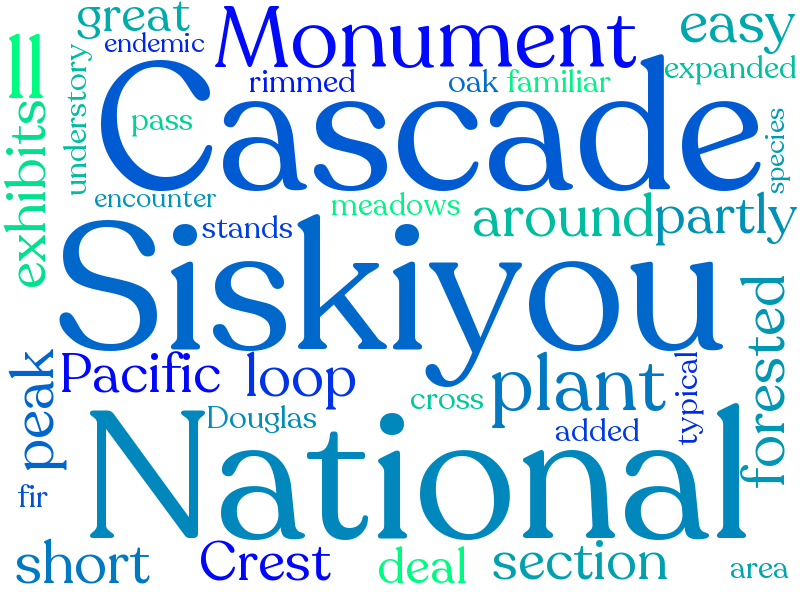 great
easy
Monument
endemic
ll
rimmed
oak
familiar
expanded
understory
Cascade
pass
exhibits
species
encounter
meadows
stands
around
partly
Siskiyou
forested
peak
Pacific
loop
plant
typical
cross
Douglas
added
National
fir
short
Crest
deal
section
area